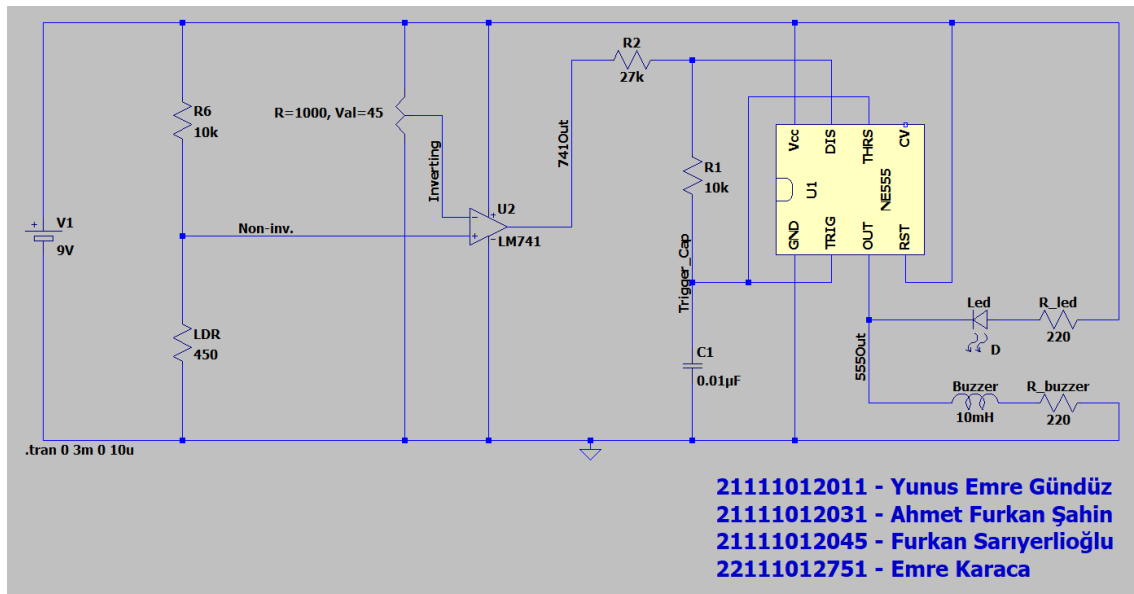 R2
27k
R6
10k
R=1000, Val=45
Inverting
741Out
Vcc
DIS
THRS
CV
U1
NE555
GND
TRIG
OUT
RST
R1
10k
V1
9V
Non-inv.
U2
LM741
+
-
+
-
+
Trigger_Cap
LDR
450
Led
D
R_led
220
C1
0.01µF
555Out
Buzzer
10mH
R_buzzer
220
.tran 0 3m 0 10u
21111012011 - Yunus Emre Gündüz
21111012031 - Ahmet Furkan Şahin
21111012045 - Furkan Sarıyerlioğlu
22111012751 - Emre Karaca